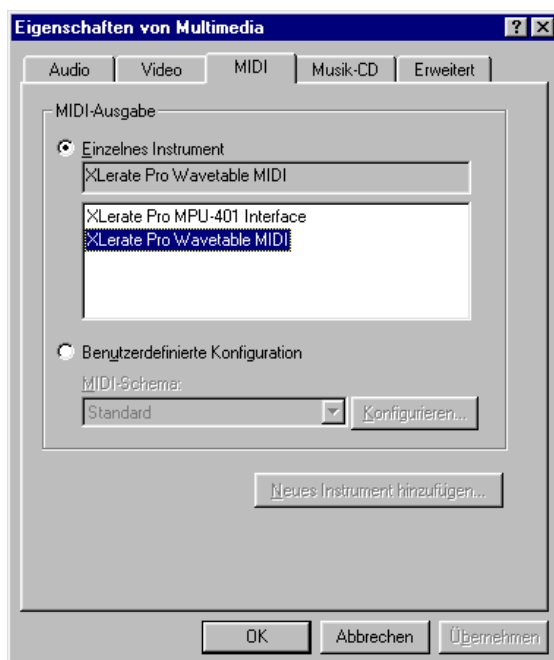 Eigenschaften von Multimedia
Audio Video MIDI Musik-CD Erweitert
MIDI-Ausgabe
Einzelnes Instrument
XLerate Pro Wavetable MIDI
XLerate Pro MPU-401 Interface
XLerate Pro Wavetable MIDI
Benutzerdefinierte Konfiguration
MIDI-Schema:
Standard Konfigurieren...
Neues Instrument hinzufügen...
OK Abbrechen Übernehmen